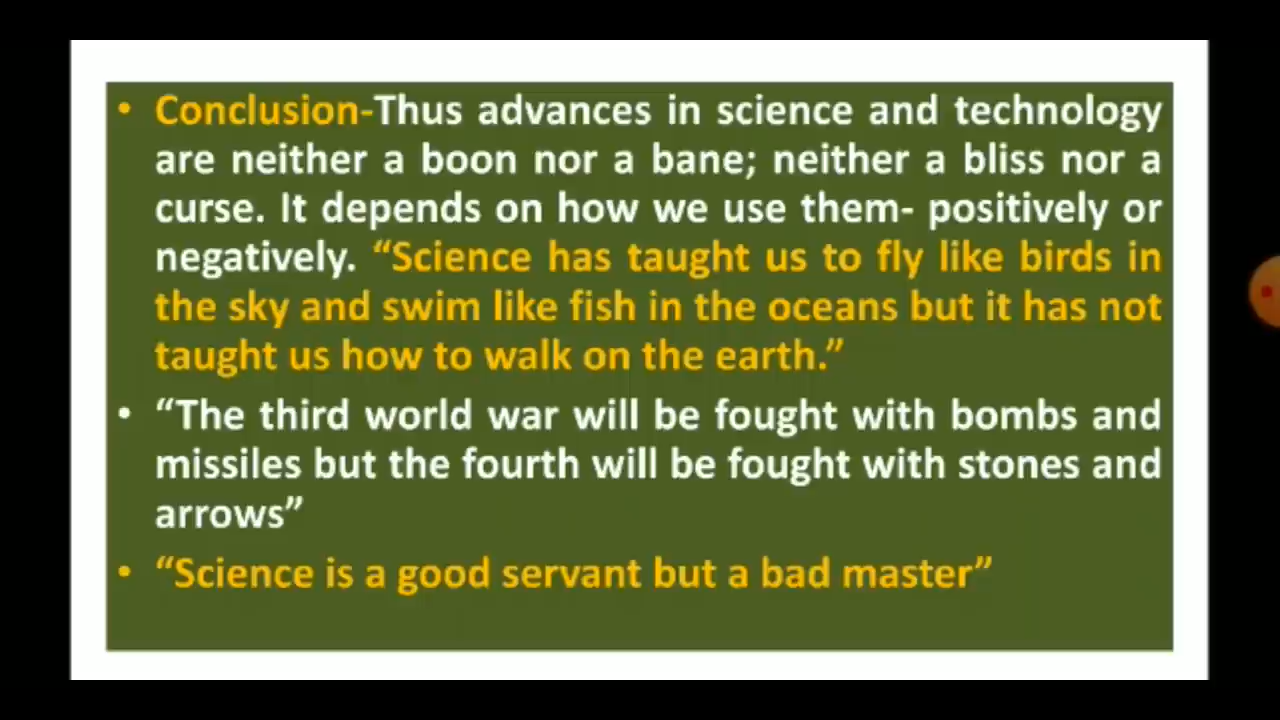 • Conclusion-Thus advances in science and technology
are neither a boon nor a bane; neither a bliss nor a
curse. It depends on how we use them- positively or
negatively. “Science has taught us to fly like birds in
the sky and swim like fish in the oceans but it has not
taught us how to walk on the earth.”
• “The third world war will be fought with bombs and
missiles but the fourth will be fought with stones and
arrows”
• “Science is a good servant but a bad master”